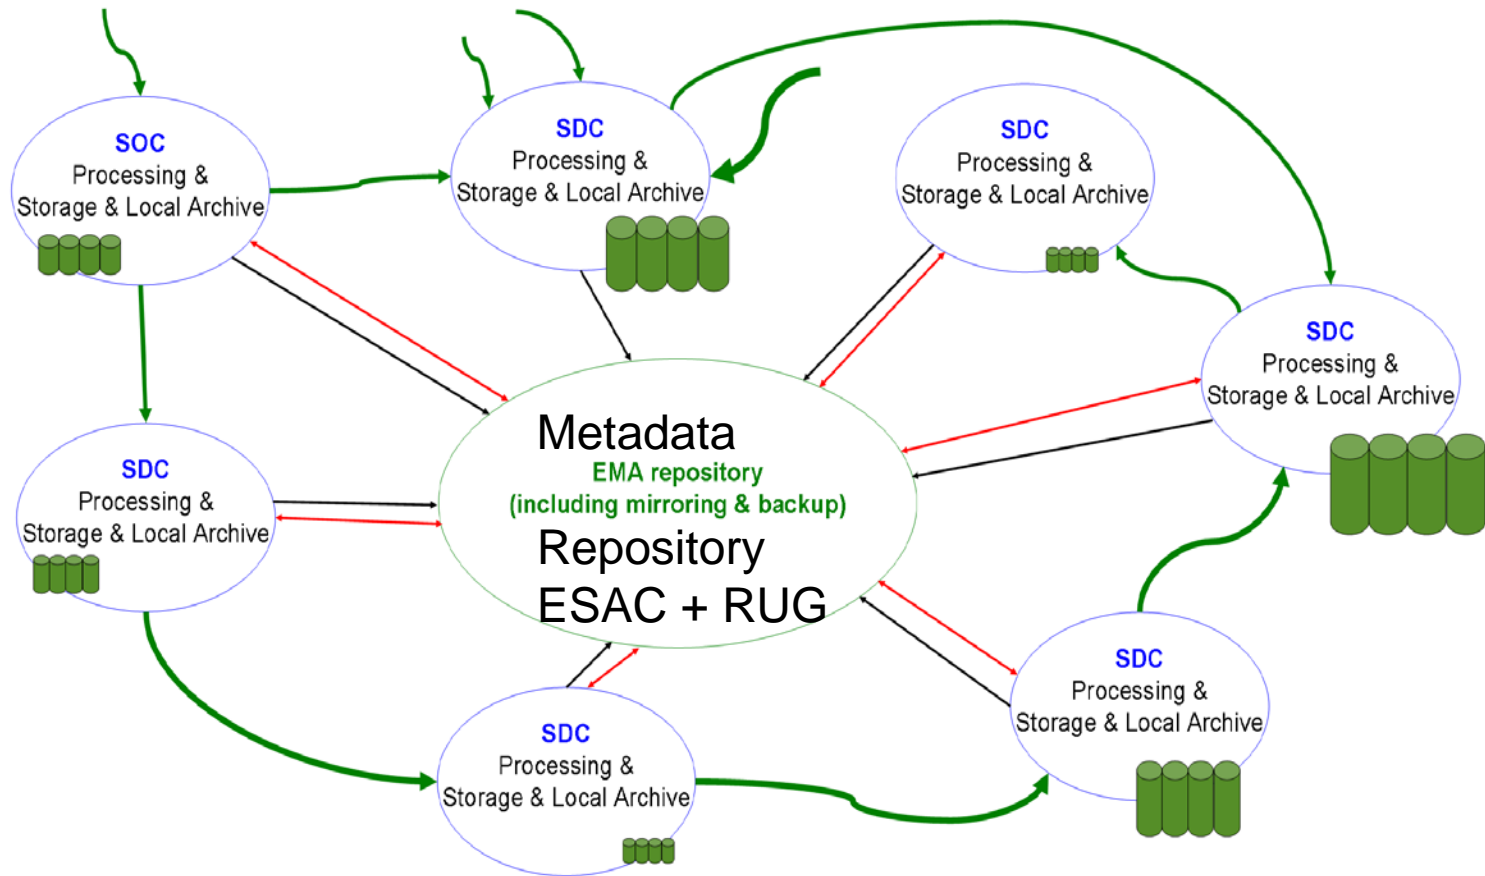 SOC
Processing &
Storage & Local Archive
SDC
Processing &
Storage & Local Archive
SDC
Processing &
Storage & Local Archive
SDC
Processing &
Storage & Local Archive
SDC
Processing &
Storage & Local Archive
Metadata
EMA repository
(including mirroring & backup)
Repository
ESAC + RUG
SDC
Processing &
Storage & Local Archive
SDC
Processing &
Storage & Local Archive